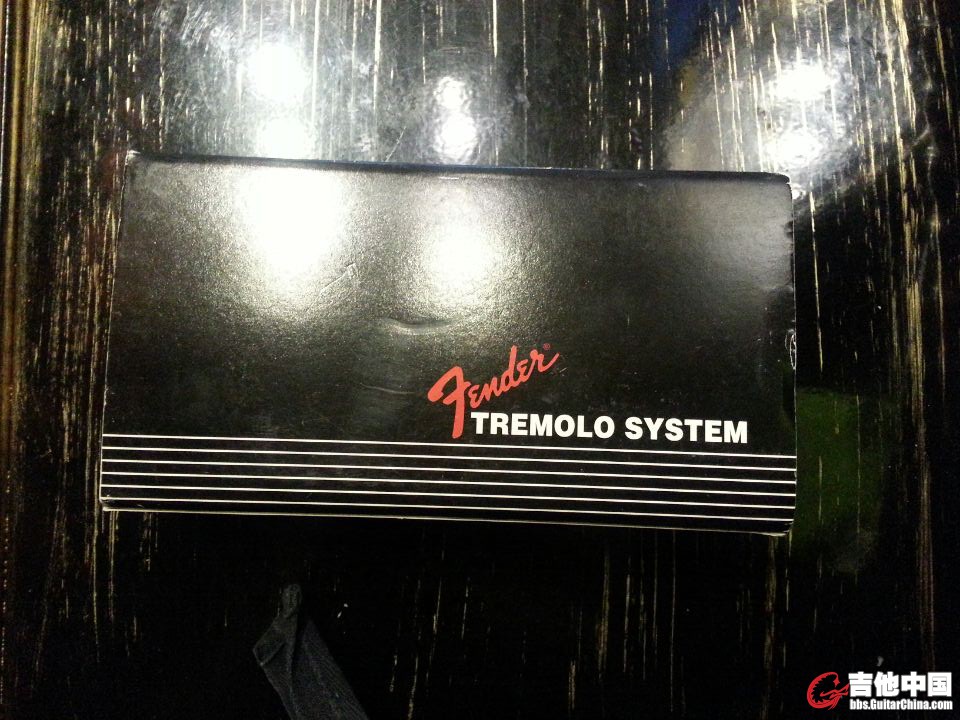 Fender®
TREMOLO SYSTEM
吉他中国
bbs.GuitarChina.com